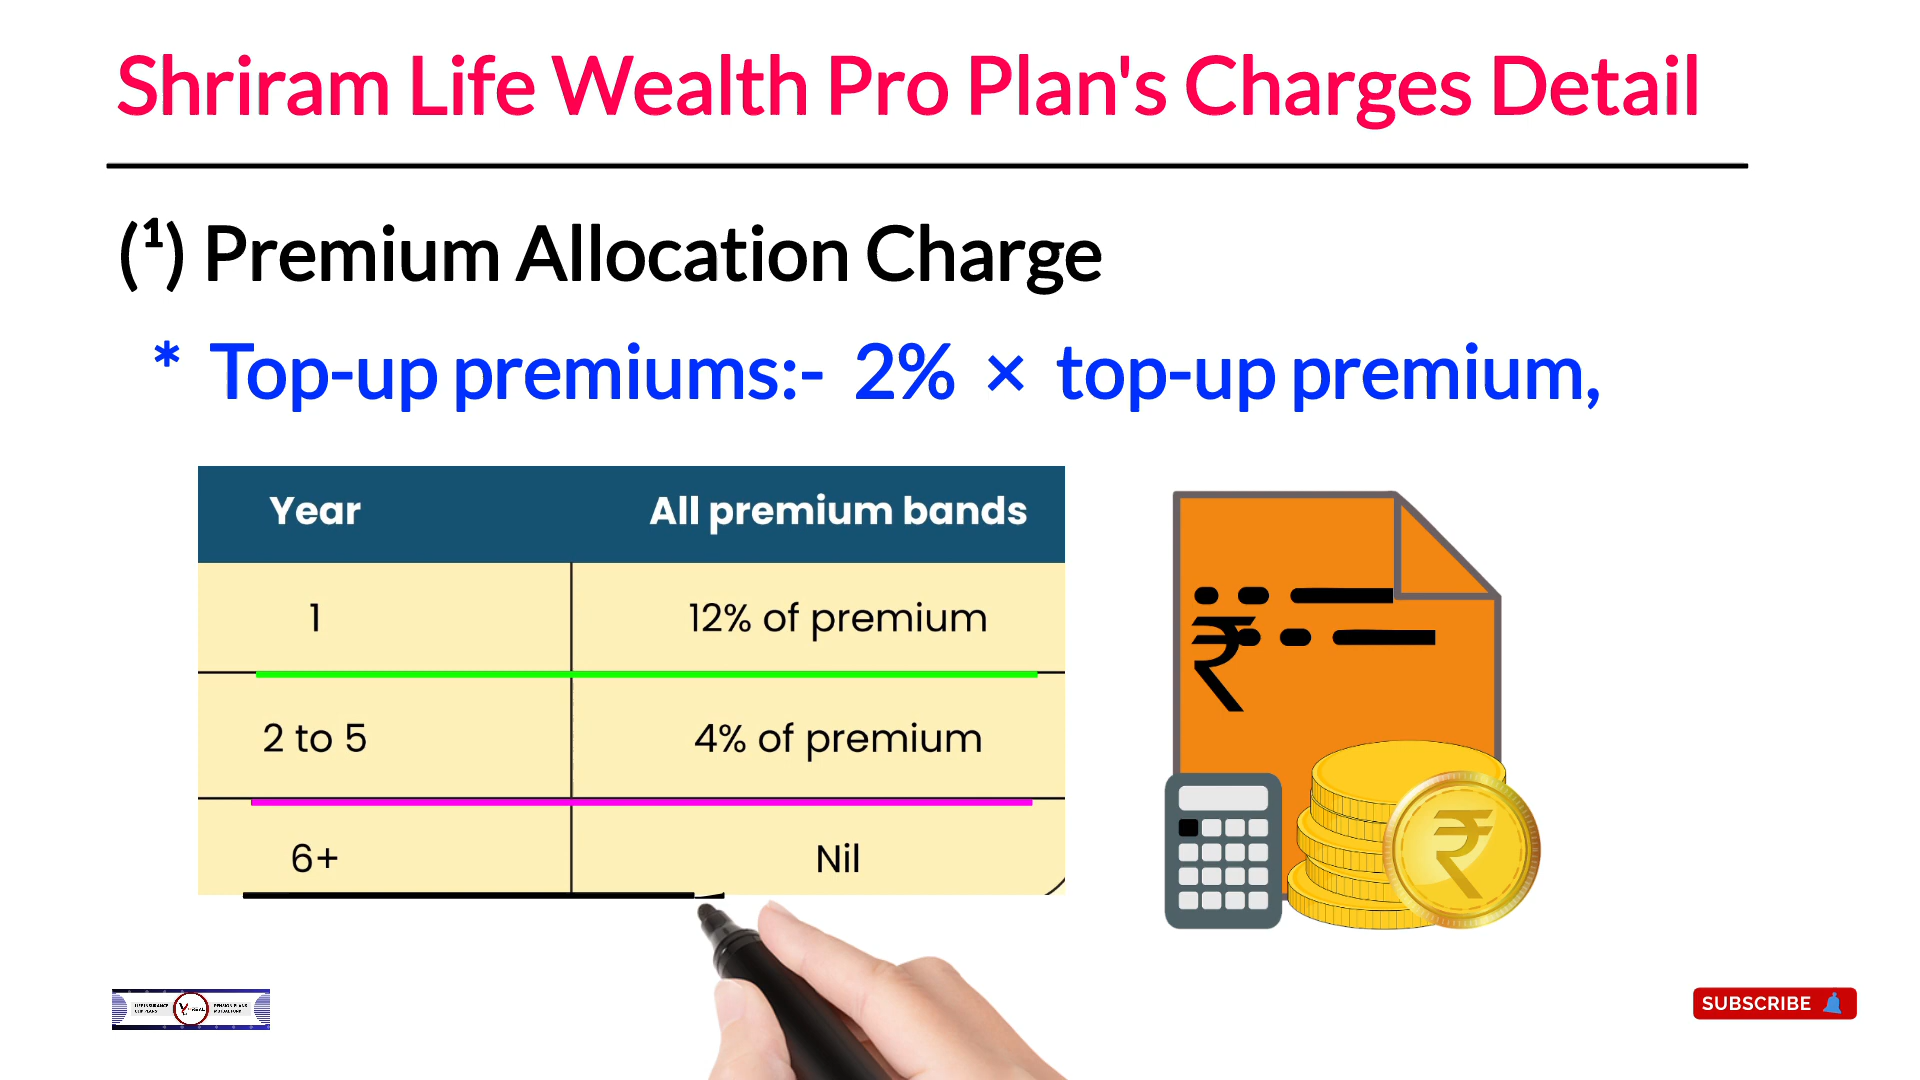 Shriram Life Wealth Pro Plan's Charges Detail
(¹) Premium Allocation Charge
* Top-up premiums:- 2% × top-up premium,
Year All premium bands
1 12% of premium
2 to 5 4% of premium
6+ Nil
SUBSCRIBE